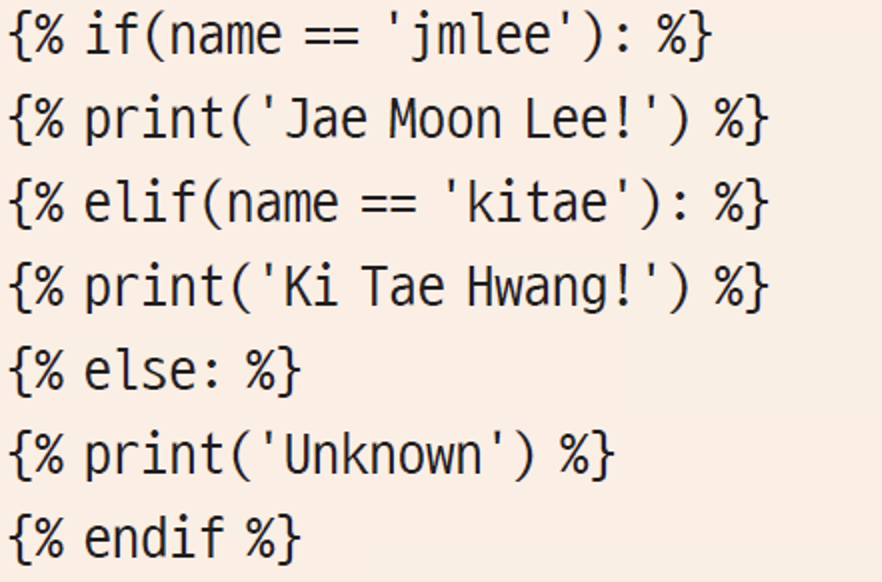 {% if(name == 'jmlee'): %}
{% print('Jae Moon Lee!') %}
{% elif(name == 'kitae'): %}
{% print('Ki Tae Hwang!') %}
{% else: %}
{% print('Unknown') %}
{% endif %}